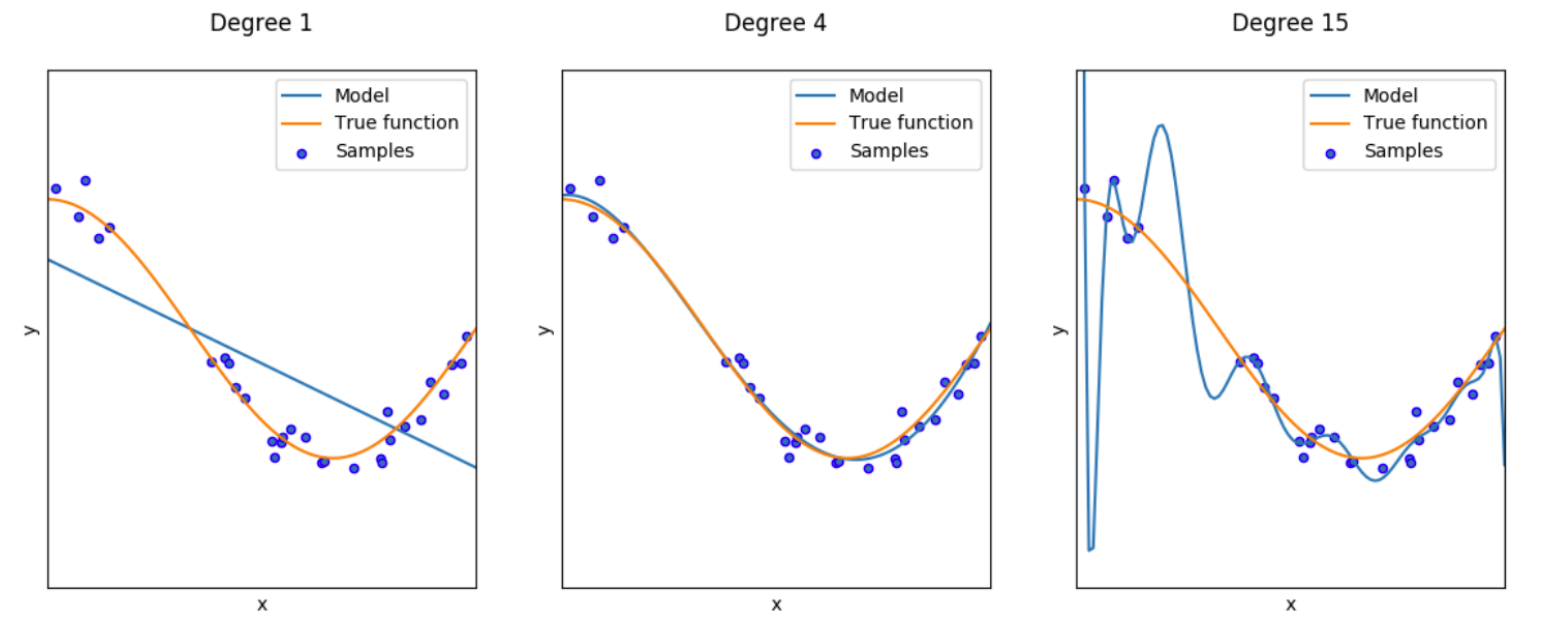 Degree 1
Model
True function
Samples
y
x
Degree 4
Model
True function
Samples
y
x
Degree 15
Model
True function
Samples
y
x